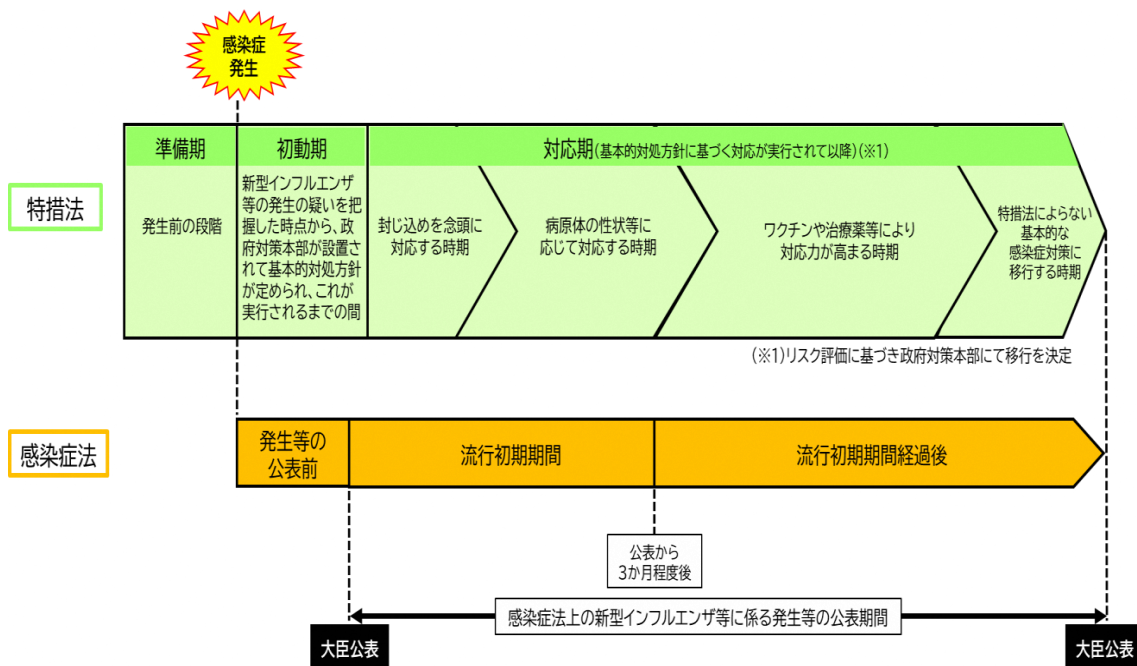 感染症
発生
準備期
初動期
対応期(基本的対処方針に基づく対応が実行されて以降)(※1)
特措法
発生前の段階
新型インフルエンザ
等の発生の疑いを把
握した時点から、政
府対策本部が設置され
て基本的対処方針
が定められ、これが
実行されるまでの間
封じ込めを念頭に
対応する時期
病原体の性状等に
応じて対応する時期
ワクチンや治療薬等により
対応力が高まる時期
特措法によらない
基本的な
感染症対策に
移行する時期
(※1)リスク評価に基づき政府対策本部にて移行を決定
感染症法
発生等の
公表前
流行初期期間
流行初期期間経過後
公表から
3か月程度後
感染症法上の新型インフルエンザ等に係る発生等の公表期間
大臣公表
大臣公表